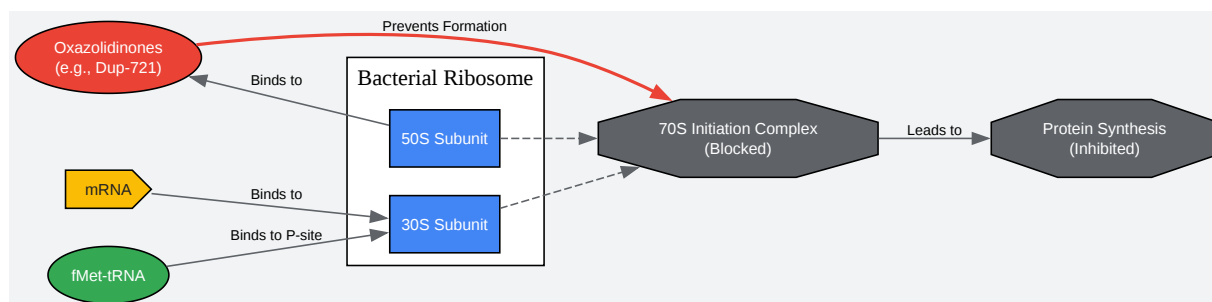 Prevents Formation
Oxazolidinones
(e.g., Dup-721)
Binds to
Bacterial Ribosome
50S Subunit
70S Initiation Complex
(Blocked)
Leads to
Protein Synthesis
(Inhibited)
mRNA
Binds to
30S Subunit
Binds to P-site
fMet-tRNA